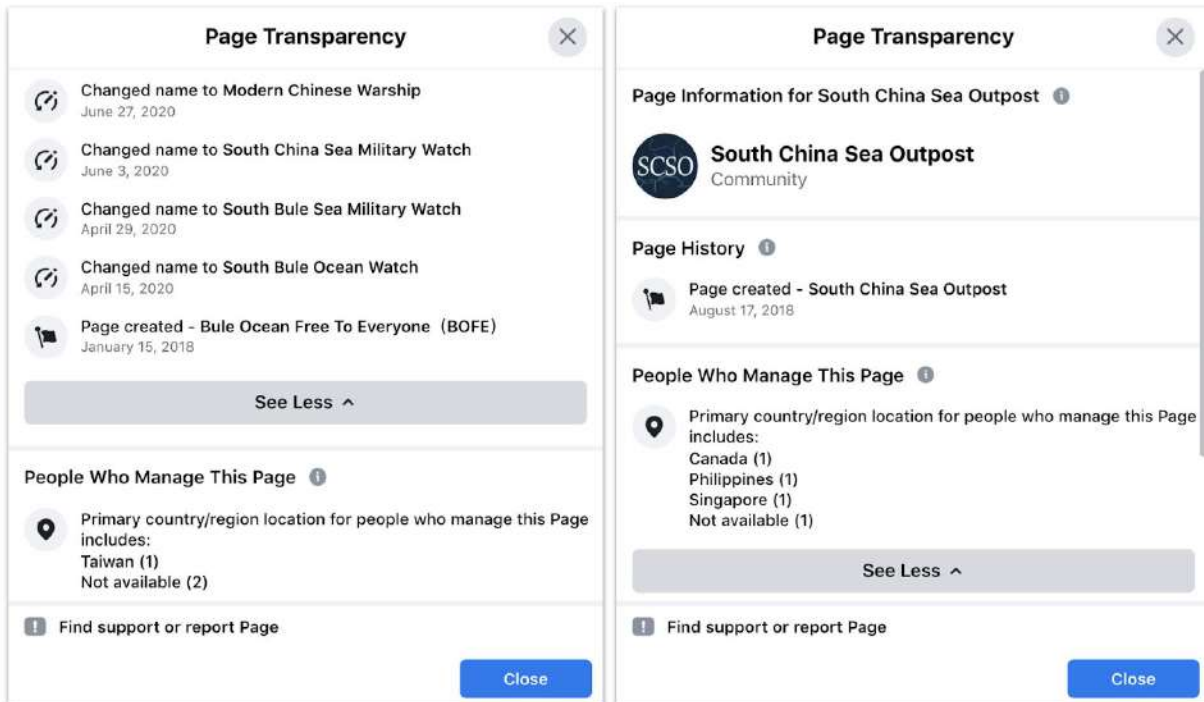 Page Transparency
Changed name to Modern Chinese Warship
June 27, 2020
Changed name to South China Sea Military Watch
June 3, 2020
Changed name to South Bule Sea Military Watch
April 29, 2020
Changed name to South Bule Ocean Watch
April 15, 2020
Page created - Bule Ocean Free To Everyone（BOFE）
January 15, 2018
See Less
People Who Manage This Page
Primary country/region location for people who manage this Page
includes:
Taiwan (1)
Not available (2)
Find support or report Page
Close
Page Transparency
Page Information for South China Sea Outpost
SCSO
South China Sea Outpost
Community
Page History
Page created - South China Sea Outpost
August 17, 2018
People Who Manage This Page
Primary country/region location for people who manage this Page
includes:
Canada (1)
Philippines (1)
Singapore (1)
Not available (1)
See Less
Find support or report Page
Close